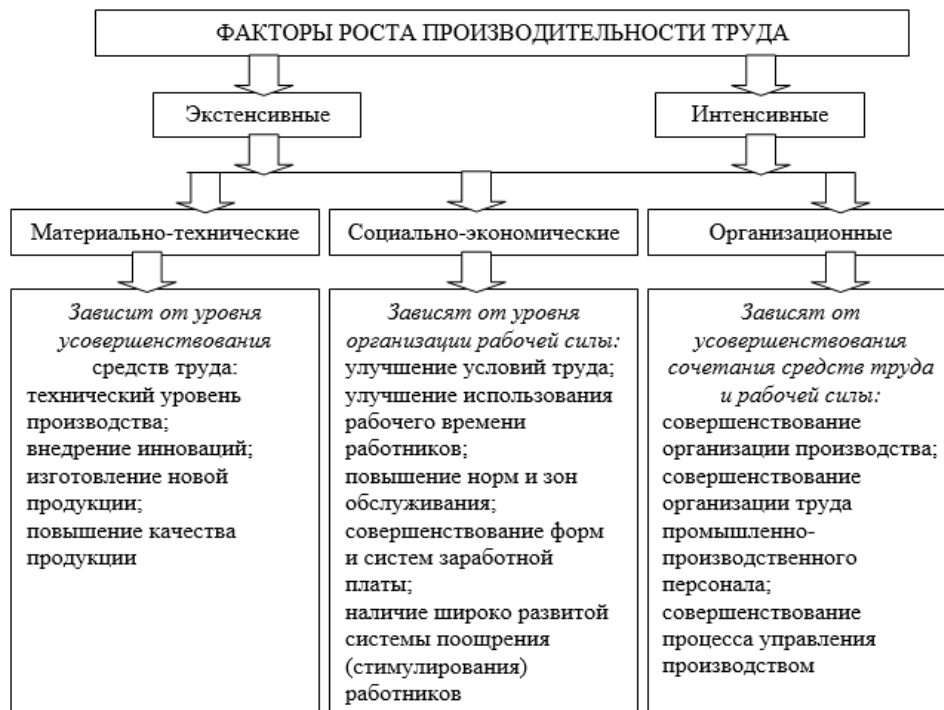 ФАКТОРЫ РОСТА ПРОИЗВОДИТЕЛЬНОСТИ ТРУДА
Экстенсивные
Интенсивные
Материально-технические
Социально-экономические
Организационные
Зависит от уровня
усовершенствования
средств труда:
технический уровень
производства;
внедрение инноваций;
изготовление новой
продукции;
повышение качества
продукции
Зависят от уровня
организации рабочей силы:
улучшение условий труда;
улучшение использования
рабочего времени
работников;
повышение норм и зон
обслуживания;
совершенствование форм
и систем заработной
платы;
наличие широко развитой
системы поощрения
(стимулирования)
работников
Зависят от
усовершенствования
сочетания средств труда
и рабочей силы:
совершенствование
организации производства;
совершенствование
организации труда
промышленно-
производственного
персонала;
совершенствование
процесса управления
производством